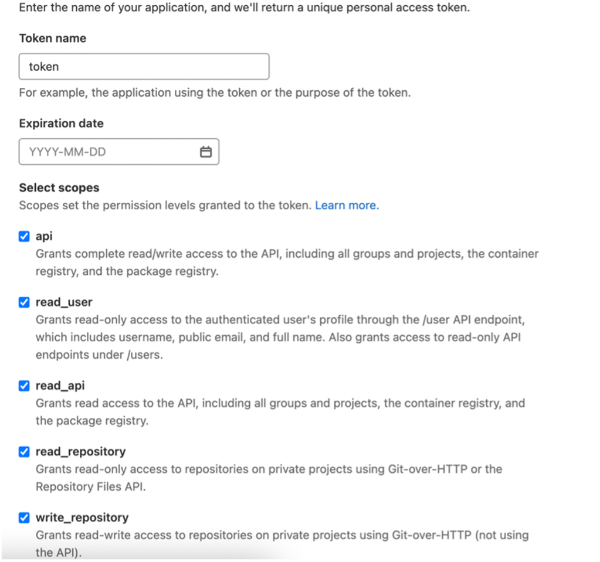 Enter the name of your application, and we'll return a unique personal access token.
Token name
token
For example, the application using the token or the purpose of the token.
Expiration date
YYYY-MM-DD
Select scopes
Scopes set the permission levels granted to the token. Learn more.
api
Grants complete read/write access to the API, including all groups and projects, the container
registry, and the package registry.
read_user
Grants read-only access to the authenticated user's profile through the /user API endpoint,
which includes username, public email, and full name. Also grants access to read-only API
endpoints under /users.
read_api
Grants read access to the API, including all groups and projects, the container registry, and
the package registry.
read_repository
Grants read-only access to repositories on private projects using Git-over-HTTP or the
Repository Files API.
write_repository
Grants read-write access to repositories on private projects using Git-over-HTTP (not using
the API).